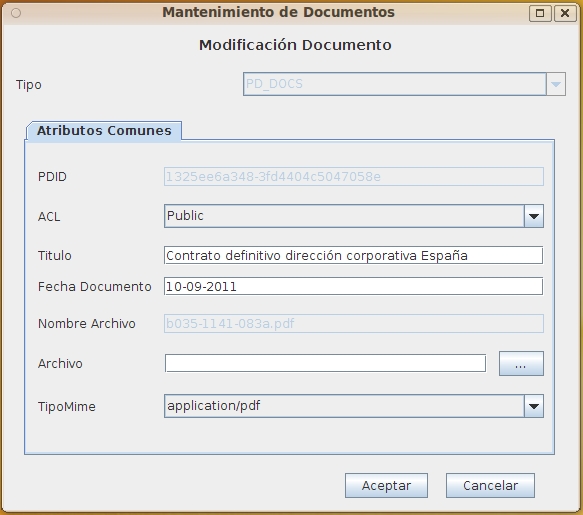 Mantenimiento de Documentos
Modificación Documento
Tipo PD_DOCS
Atributos Comunes
PDID 1325ee6a348-3fd4404c5047058e
ACL Public
Titulo Contrato definitivo dirección corporativa España
Fecha Documento 10-09-2011
Nombre Archivo b035-1141-083a.pdf
Archivo ...
TipoMime application/pdf
Aceptar Cancelar